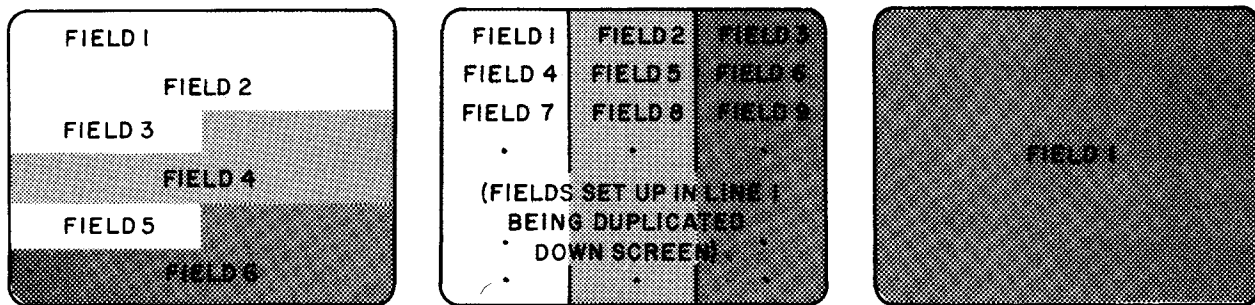 FIELD 1
FIELD 2
FIELD 3
FIELD 4
FIELD 5
FIELD 6
FIELD 1 FIELD 2 FIELD 3
FIELD 4 FIELD 5 FIELD 6
FIELD 7 FIELD 8 FIELD 9
(FIELDS SET UP IN LINE 1
BEING DUPLICATED
DOWN SCREEN)
FIELD 1